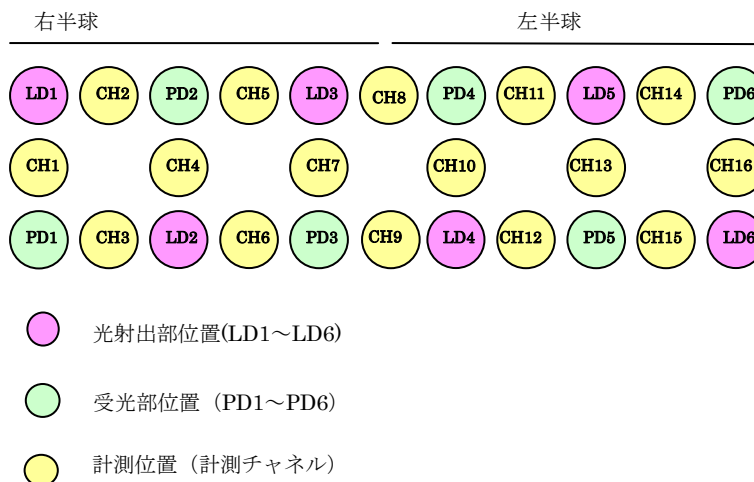 右半球 左半球
LD1 CH2 PD2 CH5 LD3 CH8 PD4 CH11 LD5 CH14 PD6
CH1 CH4 CH7 CH10 CH13 CH16
PD1 CH3 LD2 CH6 PD3 CH9 LD4 CH12 PD5 CH15 LD6
光射出部位置(LD1～LD6)
受光部位置（PD1～PD6）
計測位置（計測チャネル）